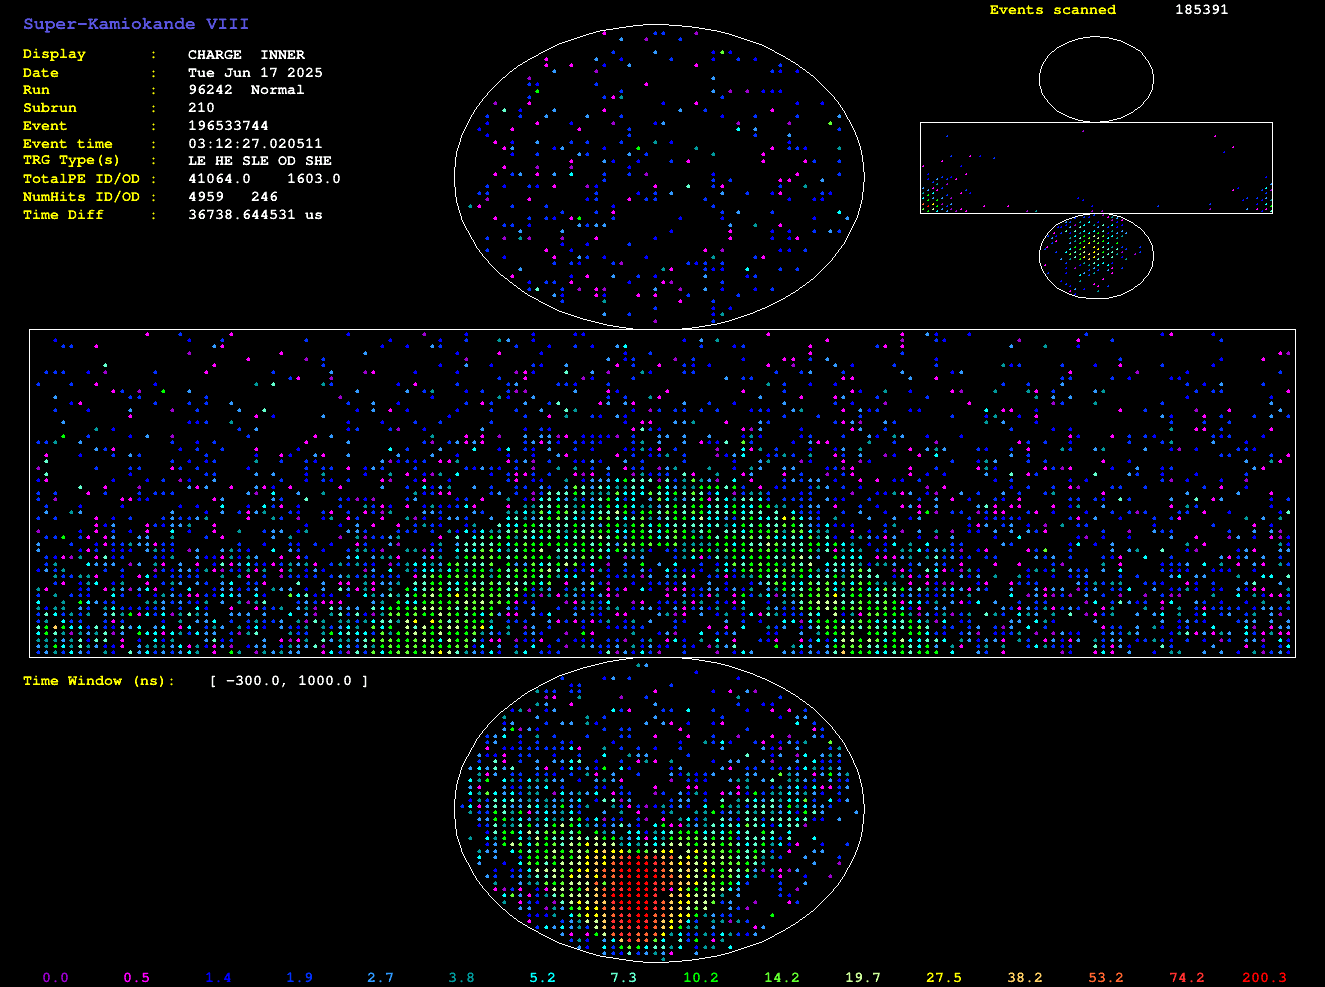 Super-Kamiokande VIII
Events scanned 185391
Display : CHARGE INNER
Date : Tue Jun 17 2025
Run : 96242 Normal
Subrun : 210
Event : 196533744
Event time : 03:12:27.020511
TRG Type(s) : LE HE SLE OD SHE
TotalPE ID/OD : 41064.0 1603.0
NumHits ID/OD : 4959 246
Time Diff : 36738.644531 us
Time Window (ns): [ -300.0, 1000.0 ]
0.0 0.5 1.4 1.9 2.7 3.8 5.2 7.3 10.2 14.2 19.7 27.5 38.2 53.2 74.2 200.3